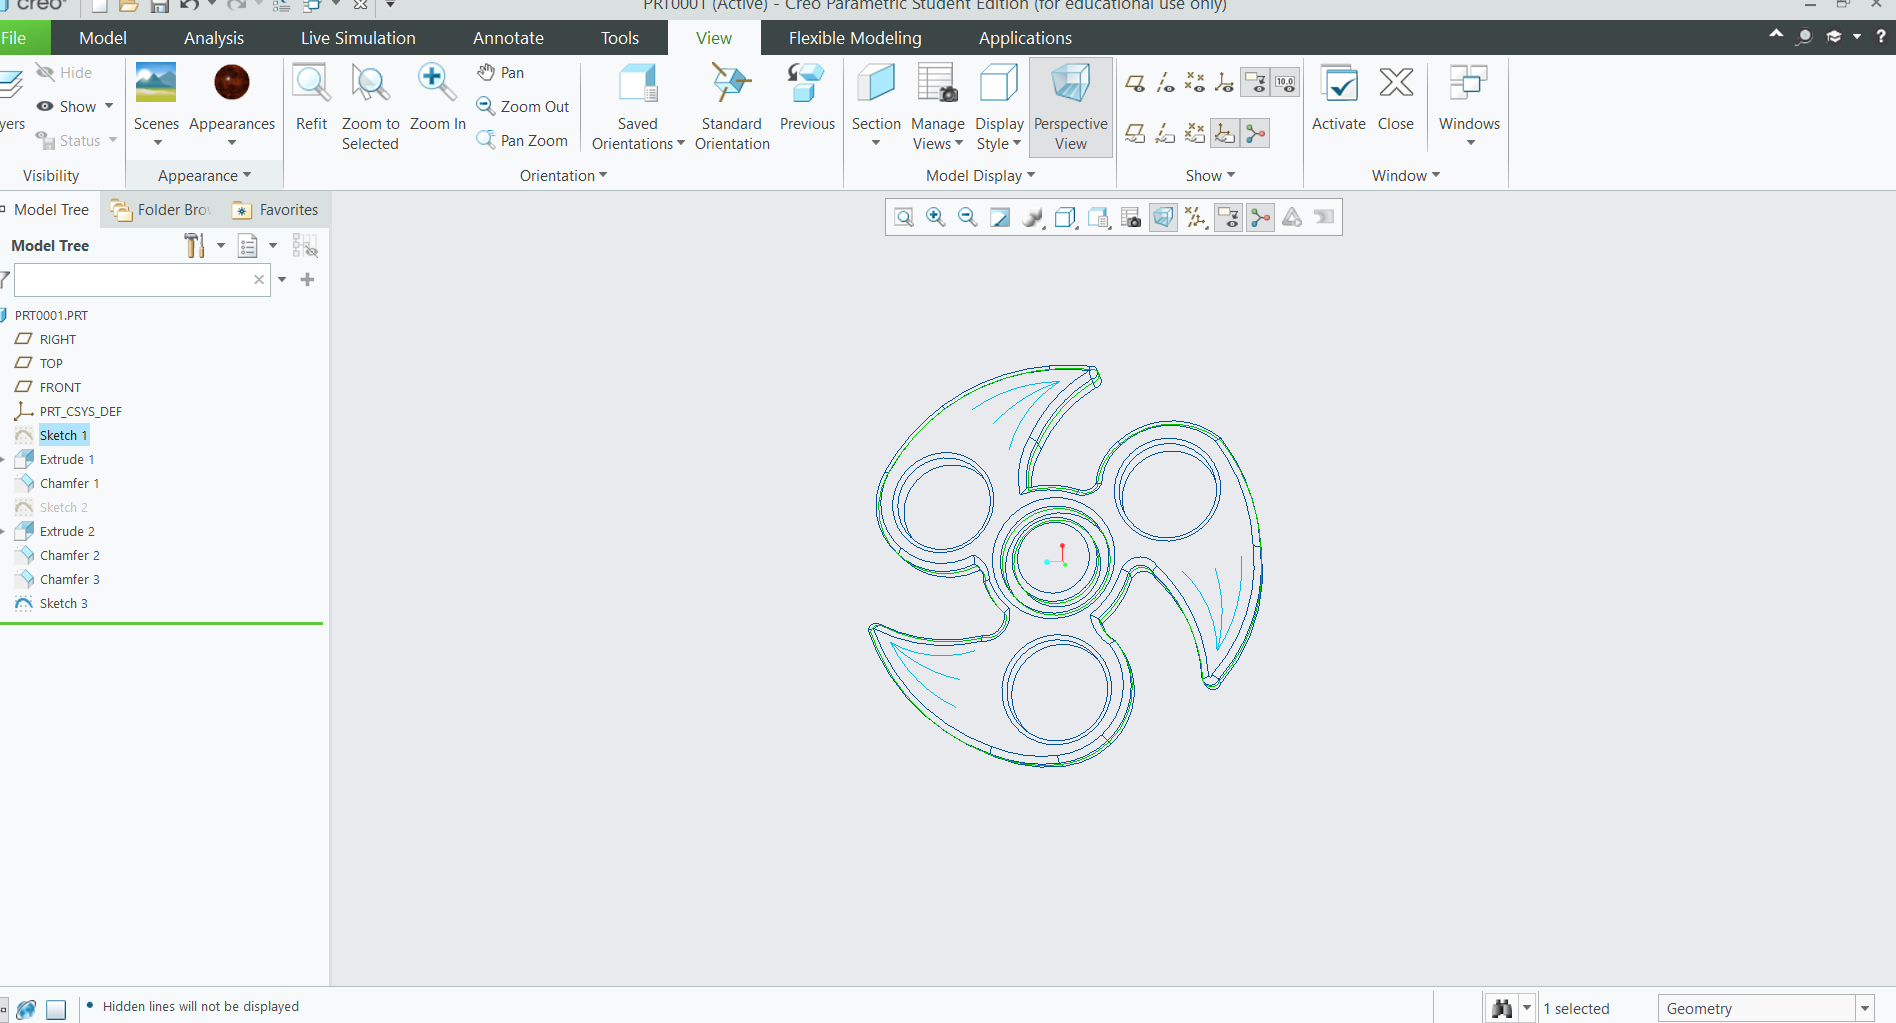 creo°
PRT0001 (Active) - Creo Parametric Student Edition (for educational use only)
File Model Analysis Live Simulation Annotate Tools View Flexible Modeling Applications ?
Hide
Show
Status
yers
Visibility
Scenes Appearances
Appearance
Refit Zoom to Selected Zoom In
Pan
Zoom Out
Pan Zoom
Saved Orientations Standard Orientation Previous
Orientation
Section Manage Views Display Style Perspective View
Model Display
10.0
Show
Activate Close Windows
Window
Model Tree Folder Bro Favorites
Model Tree
PRT0001.PRT
RIGHT
TOP
FRONT
PRT_CSYS_DEF
Sketch 1
Extrude 1
Chamfer 1
Sketch 2
Extrude 2
Chamfer 2
Chamfer 3
Sketch 3
• Hidden lines will not be displayed
1 selected
Geometry